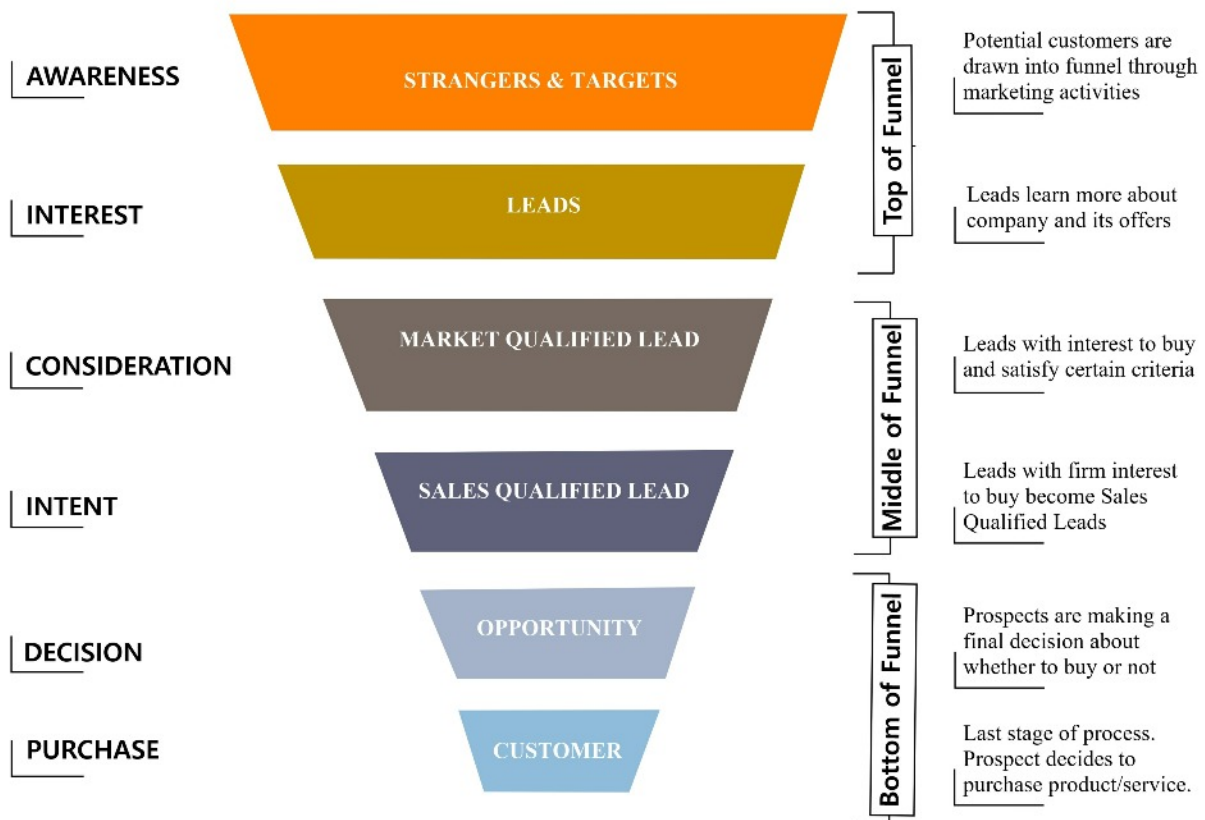 AWARENESS
STRANGERS & TARGETS
Potential customers are
drawn into funnel through
marketing activities
Top of Funnel
INTEREST
LEADS
Leads learn more about
company and its offers
CONSIDERATION
MARKET QUALIFIED LEAD
Leads with interest to buy
and satisfy certain criteria
Middle of Funnel
INTENT
SALES QUALIFIED LEAD
Leads with firm interest
to buy become Sales
Qualified Leads
DECISION
OPPORTUNITY
Prospects are making a
final decision about
whether to buy or not
Bottom of Funnel
PURCHASE
CUSTOMER
Last stage of process.
Prospect decides to
purchase product/service.